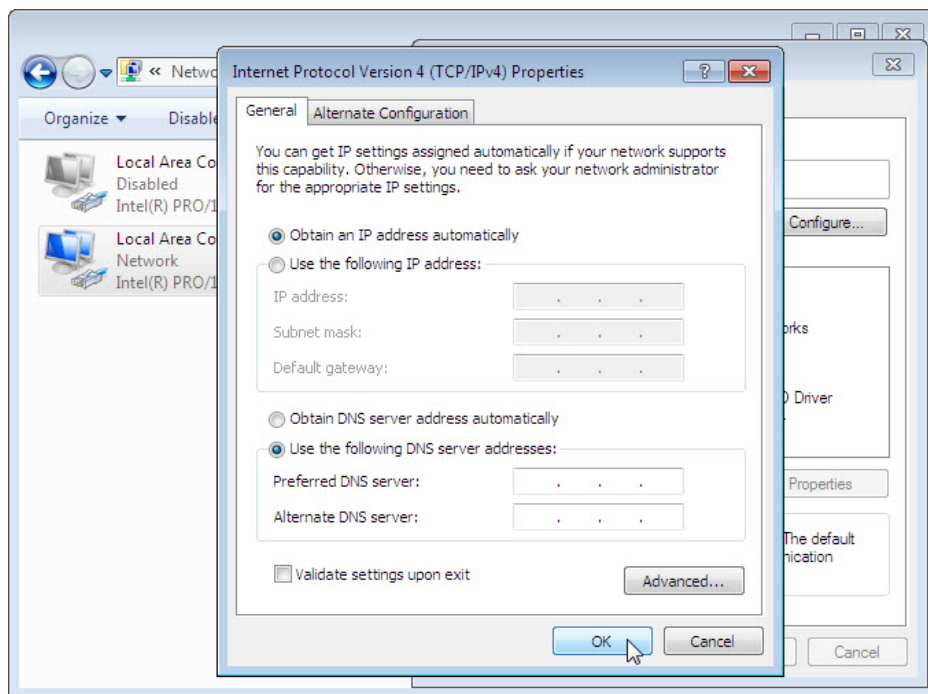 « Netwo
Internet Protocol Version 4 (TCP/IPv4) Properties
Organize
Disable
General
Alternate Configuration
You can get IP settings assigned automatically if your network supports
this capability. Otherwise, you need to ask your network administrator
for the appropriate IP settings.
Local Area Co
Disabled
Intel(R) PRO/1
Local Area Co
Network
Intel(R) PRO/1
Obtain an IP address automatically
Use the following IP address:
IP address:
Subnet mask:
Default gateway:
Obtain DNS server address automatically
Use the following DNS server addresses:
Preferred DNS server:
Alternate DNS server:
Validate settings upon exit
Advanced...
OK
Cancel
Configure...
orks
Driver
Properties
The default
nication
Cancel